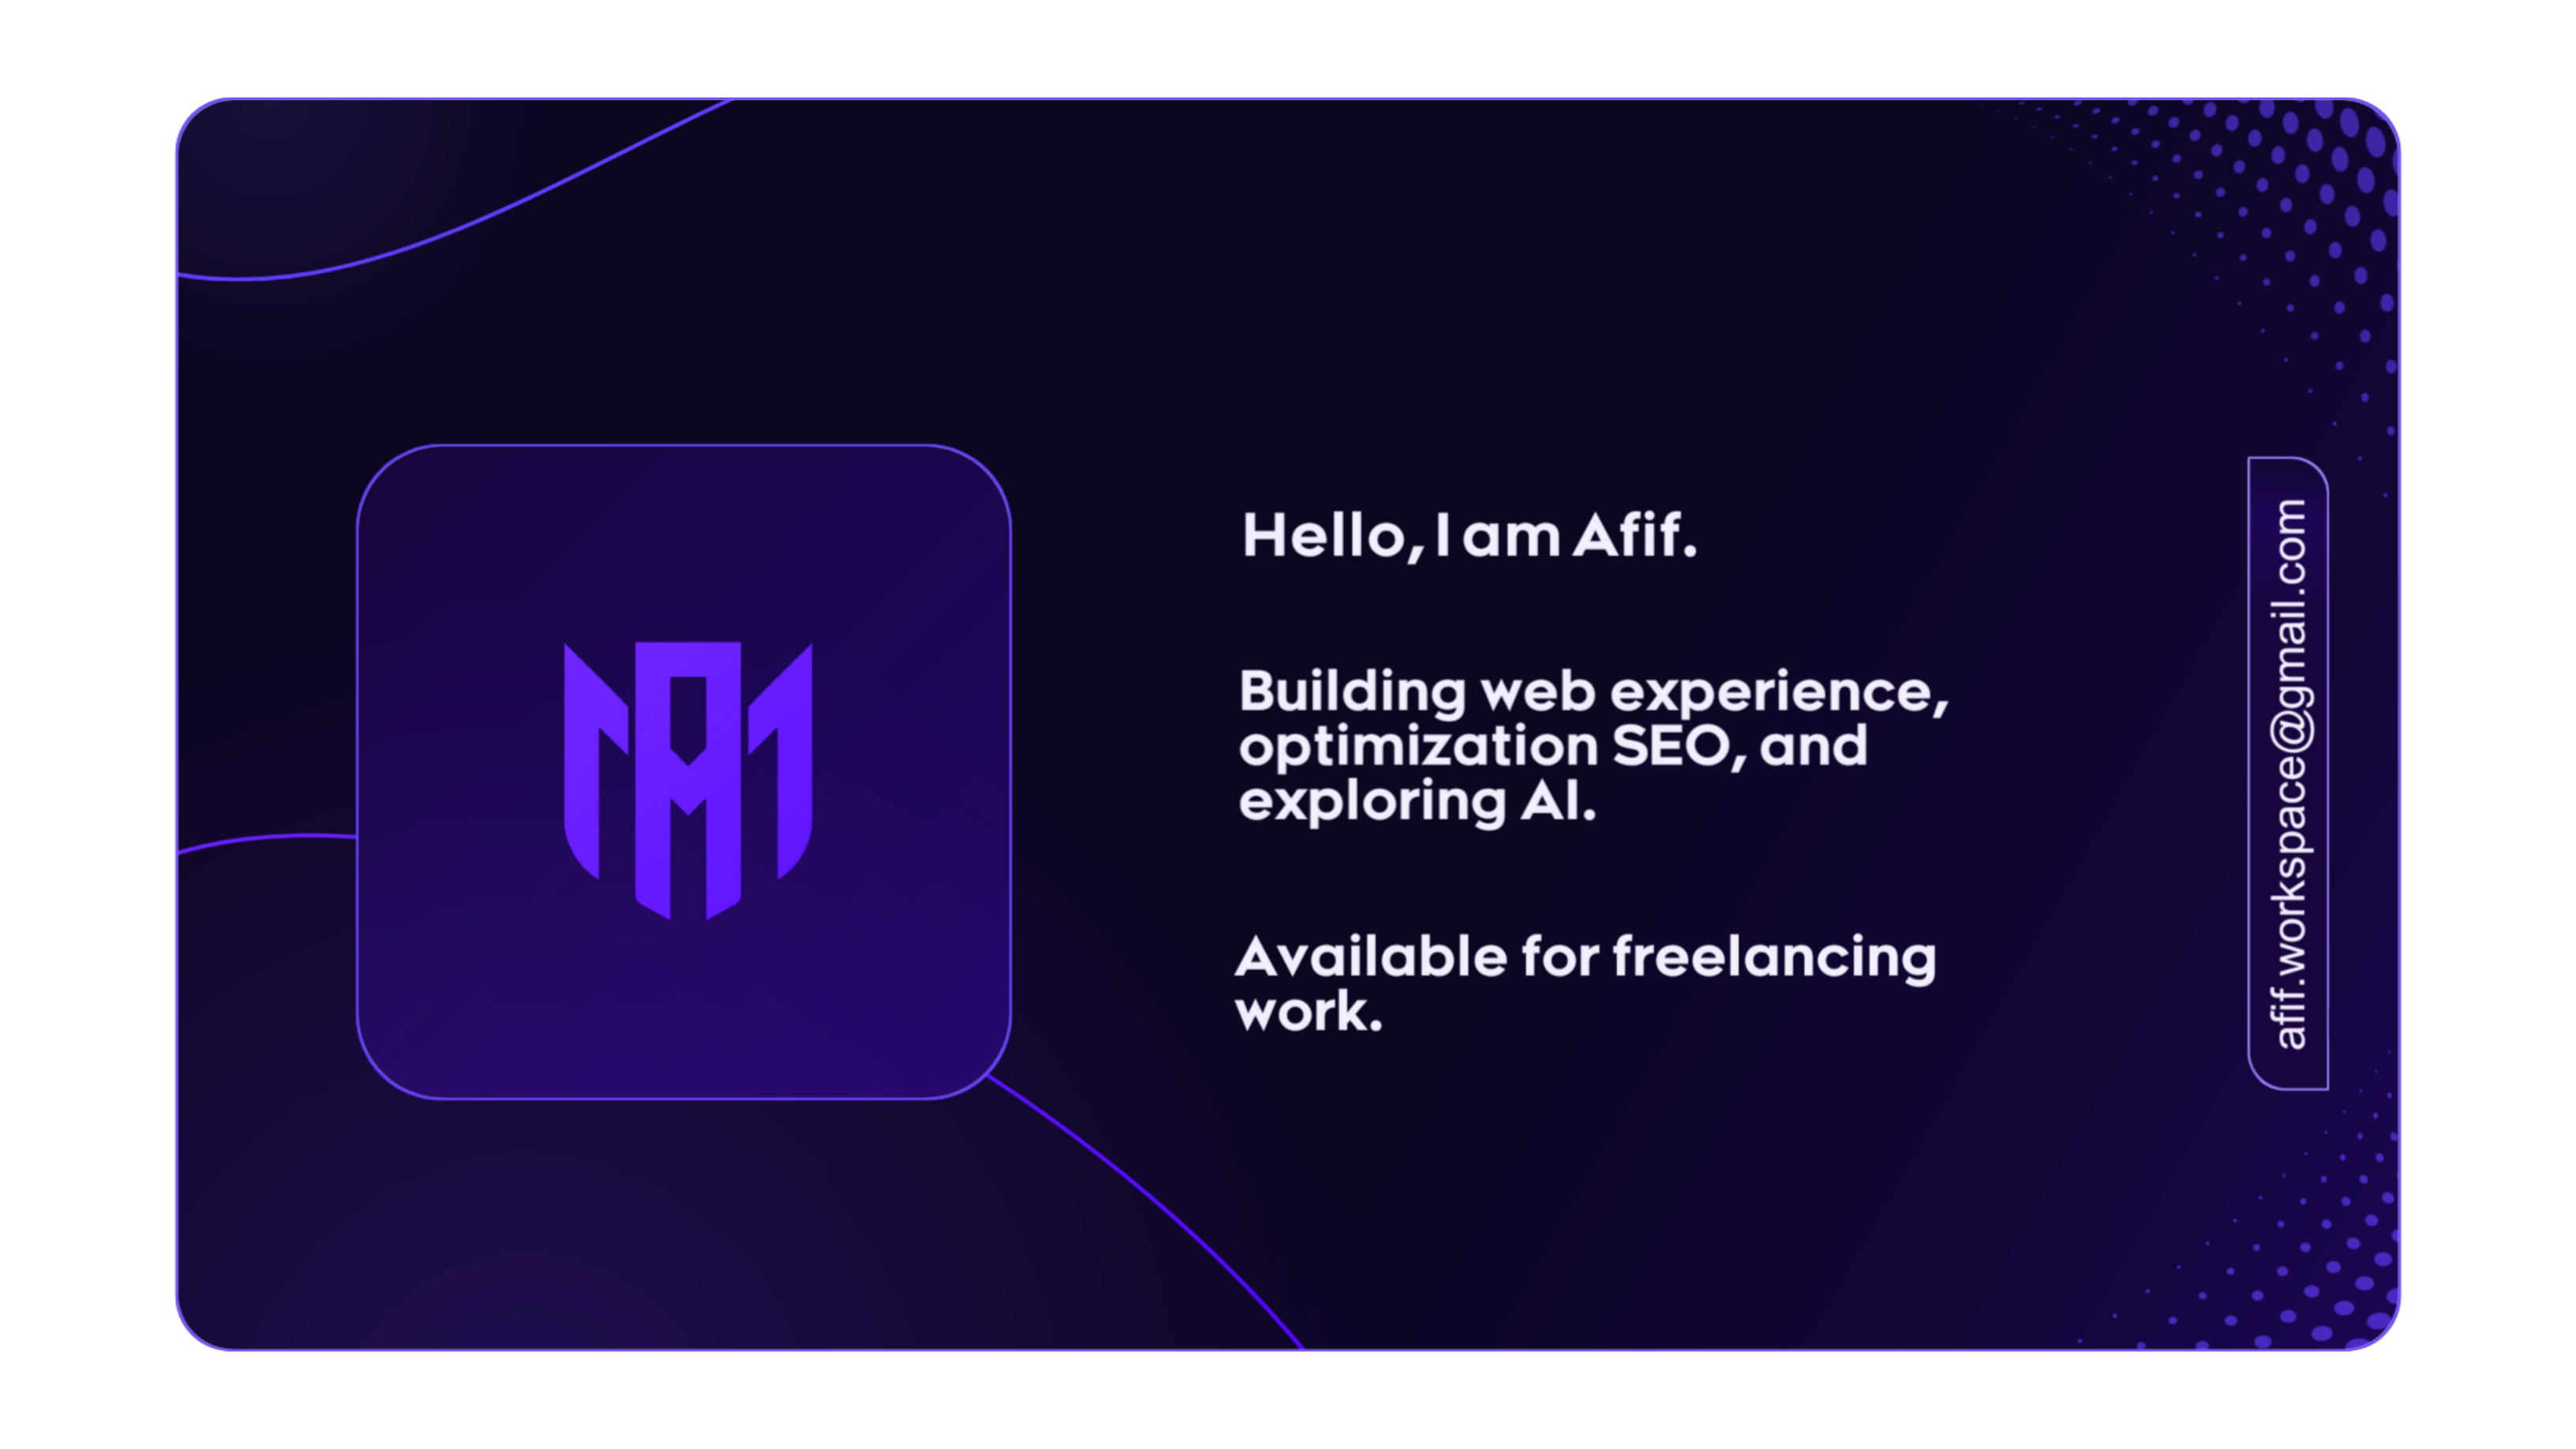 Hello, I am Afif.
Building web experience,
optimization SEO, and
exploring AI.
Available for freelancing
work.
afif.workspace@gmail.com